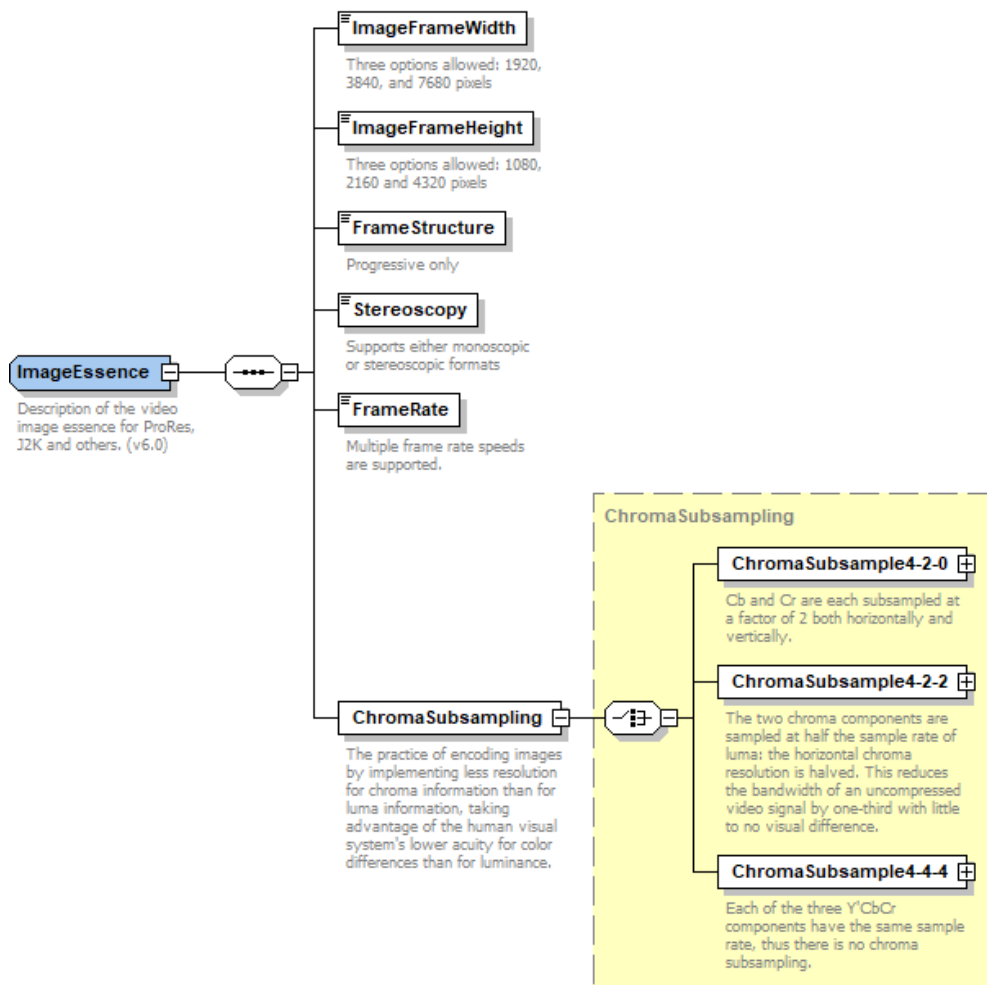 ImageFrameWidth
Three options allowed: 1920,
3840, and 7680 pixels
ImageFrameHeight
Three options allowed: 1080,
2160 and 4320 pixels
FrameStructure
Progressive only
Stereoscopy
Supports either monoscopic
or stereoscopic formats
ImageEssence
Description of the video
image essence for ProRes,
J2K and others. (v6.0)
FrameRate
Multiple frame rate speeds
are supported.
ChromaSubsampling
ChromaSubsample4-2-0
Cb and Cr are each subsampled at
a factor of 2 both horizontally and
vertically.
ChromaSubsample4-2-2
The two chroma components are
sampled at half the sample rate of
luma: the horizontal chroma
resolution is halved. This reduces
the bandwidth of an uncompressed
video signal by one-third with little
to no visual difference.
ChromaSubsampling
The practice of encoding images
by implementing less resolution
for chroma information than for
luma information, taking
advantage of the human visual
system's lower acuity for color
differences than for luminance.
ChromaSubsample4-4-4
Each of the three Y'CbCr
components have the same sample
rate, thus there is no chroma
subsampling.